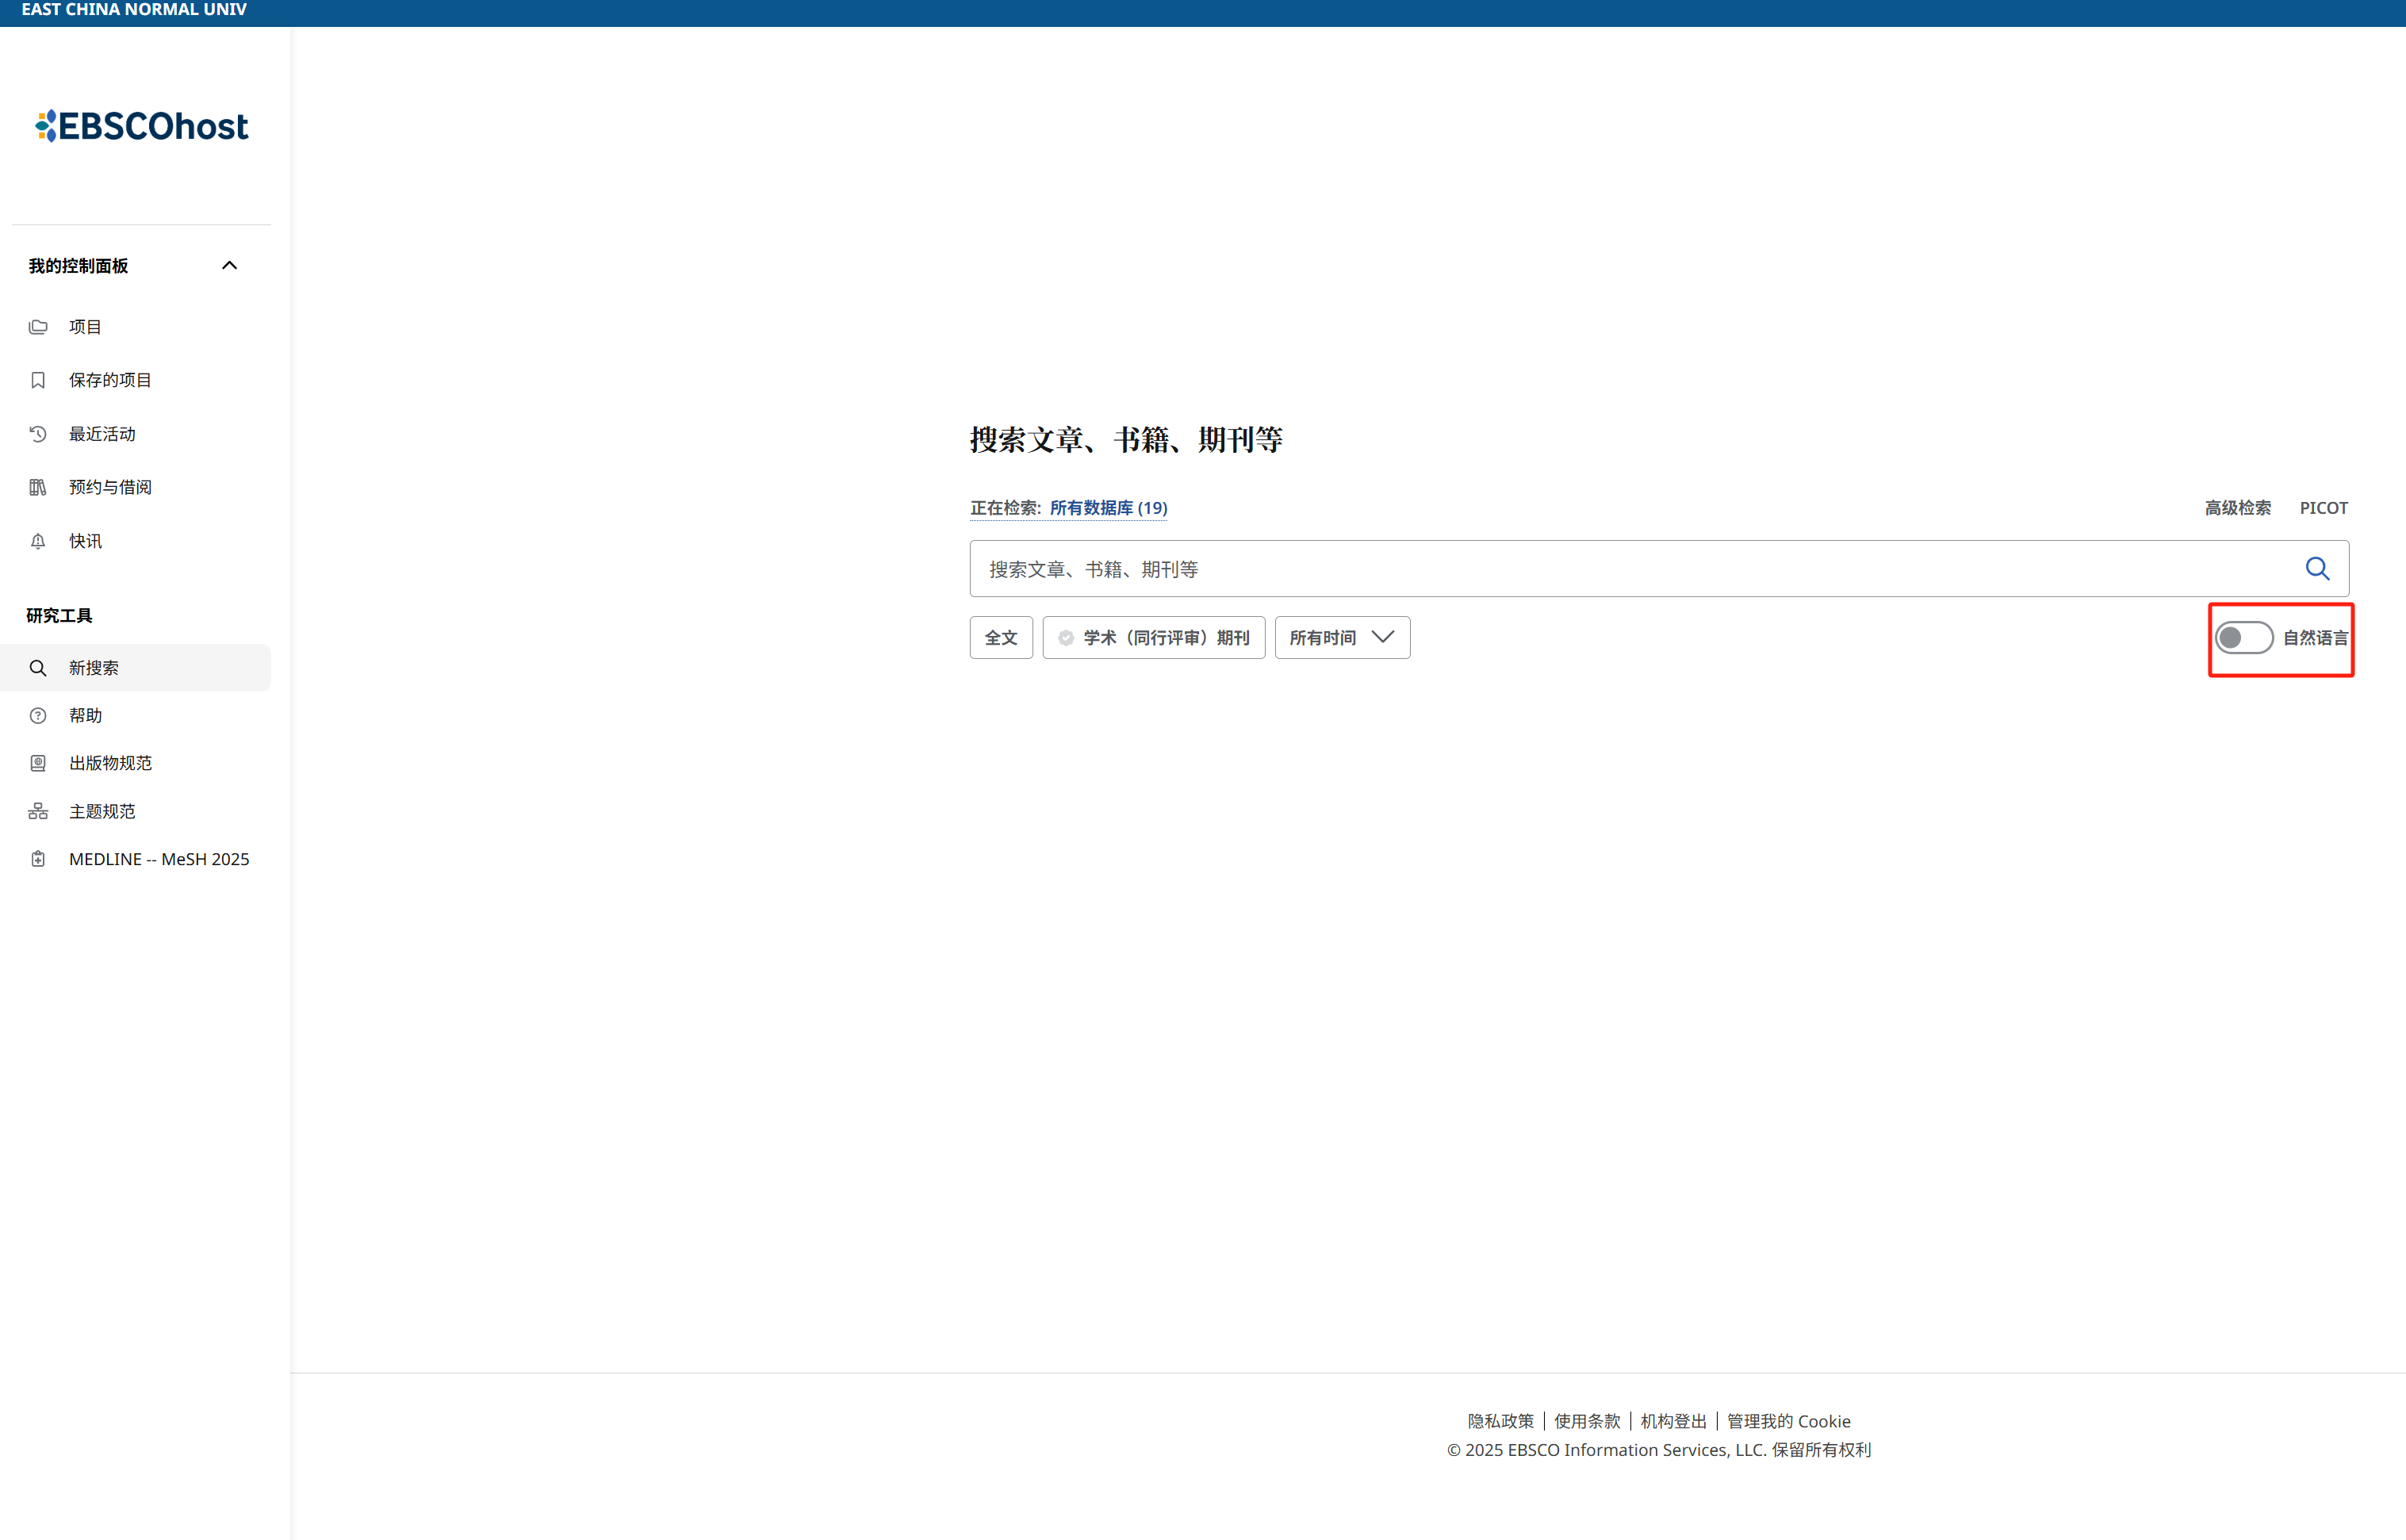 EAST CHINA NORMAL UNIV
EBSCOhost
我的控制面板
项目
保存的项目
最近活动
预约与借阅
快讯
研究工具
新搜索
帮助
出版物规范
主题规范
MEDLINE -- MeSH 2025
搜索文章、书籍、期刊等
正在检索: 所有数据库 (19)
高级检索 PICOT
搜索文章、书籍、期刊等
全文 学术（同行评审）期刊 所有时间 自然语言
隐私政策 | 使用条款 | 机构登出 | 管理我的 Cookie
© 2025 EBSCO Information Services, LLC. 保留所有权利